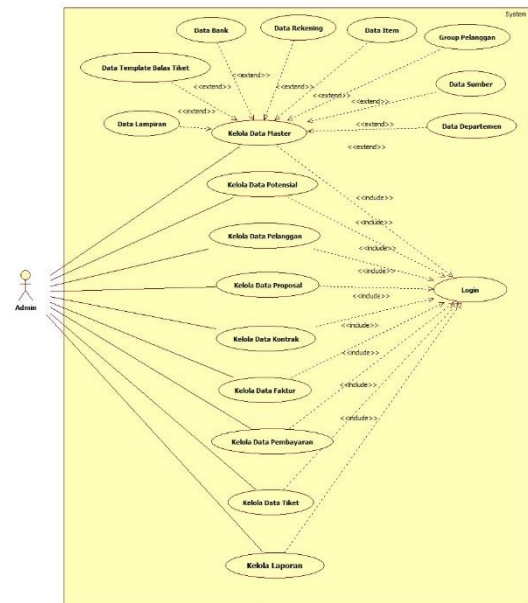 System
Data Bank
Data Rekening
Data Item
Group Pelanggan
Data Template Balas Tiket
<<extend>>
<<extend>>
<<extend>>
<<extend>>
<<extend>>
Data Sumber
<<extend>>
Data Lampiran
<<extend>>
<<extend>>
Data Departemen
Kelola Data Master
<<extend>>
Kelola Data Potensial
<<include>>
<<include>>
Kelola Data Pelanggan
<<include>>
<<include>>
Admin
Kelola Data Proposal
<<include>>
Login
Kelola Data Kontrak
<<include>>
<<include>>
Kelola Data Faktur
<<include>>
Kelola Data Pembayaran
<<include>>
Kelola Data Tiket
Kelola Laporan